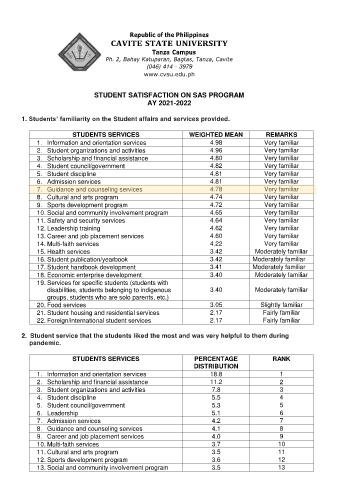 Republic of the Philippines
CAVITE STATE UNIVERSITY
Tanza Campus
Ph. 2, Bahay Katuparan, Bagtas, Tanza, Cavite
(046) 414 - 3979
www.cvsu.edu.ph
STUDENT SATISFACTION ON SAS PROGRAM
AY 2021-2022
1. Students' familiarity on the Student affairs and services provided.
STUDENTS SERVICES WEIGHTED MEAN REMARKS
1. Information and orientation services 4.98 Very familiar
2. Student organizations and activities 4.96 Very familiar
3. Scholarship and financial assistance 4.80 Very familiar
4. Student council/government 4.82 Very familiar
5. Student discipline 4.81 Very familiar
6. Admission services 4.81 Very familiar
7. Guidance and counseling services 4.78 Very familiar
8. Cultural and arts program 4.74 Very familiar
9. Sports development program 4.72 Very familiar
10. Social and community involvement program 4.65 Very familiar
11. Safety and security services 4.64 Very familiar
12. Leadership training 4.62 Very familiar
13. Career and job placement services 4.60 Very familiar
14. Multi-faith services 4.22 Very familiar
15. Health services 3.42 Moderately familiar
16. Student publication/yearbook 3.42 Moderately familiar
17. Student handbook development 3.41 Moderately familiar
18. Economic enterprise development 3.40 Moderately familiar
19. Services for specific students (students with
disabilities, students belonging to indigenous
groups, students who are solo parents, etc.) 3.40 Moderately familiar
20. Food services 3.05 Slightly familiar
21. Student housing and residential services 2.17 Fairly familiar
22. Foreign/International student services 2.17 Fairly familiar
2. Student service that the students liked the most and was very helpful to them during
pandemic.
STUDENTS SERVICES PERCENTAGE DISTRIBUTION RANK
1. Information and orientation services 18.8 1
2. Scholarship and financial assistance 11.2 2
3. Student organizations and activities 7.8 3
4. Student discipline 5.5 4
5. Student council/government 5.3 5
6. Leadership 5.1 6
7. Admission services 4.2 7
8. Guidance and counseling services 4.1 8
9. Career and job placement services 4.0 9
10. Multi-faith services 3.7 10
11. Cultural and arts program 3.5 11
12. Sports development program 3.6 12
13. Social and community involvement program 3.5 13